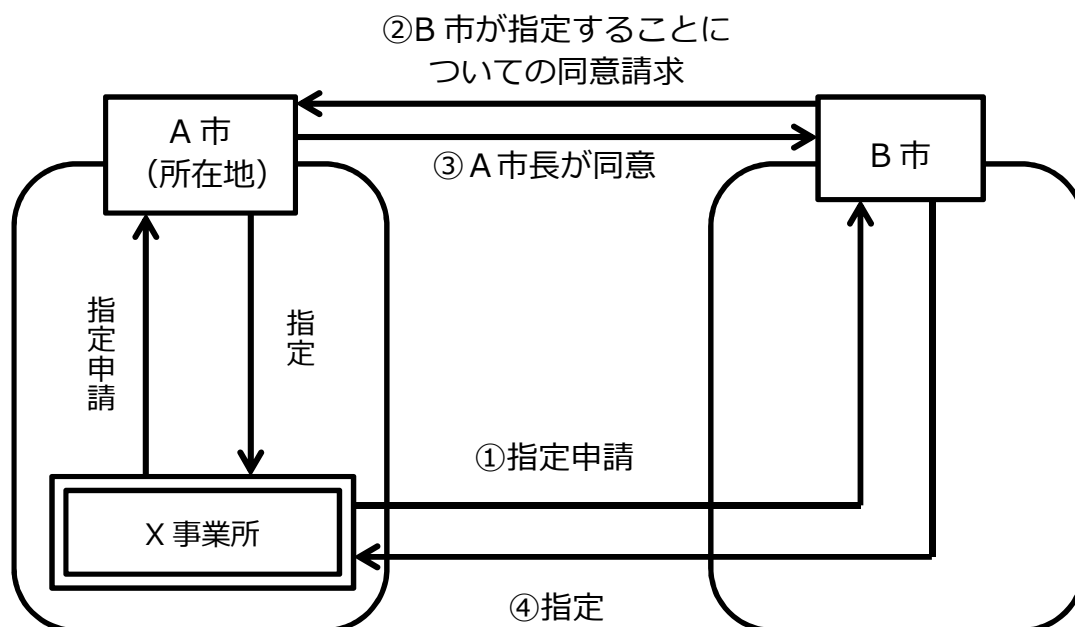 ②B 市が指定することに
ついての同意請求
A 市
（所在地）
③A 市長が同意
B 市
指定申請
指定
①指定申請
X 事業所
④指定